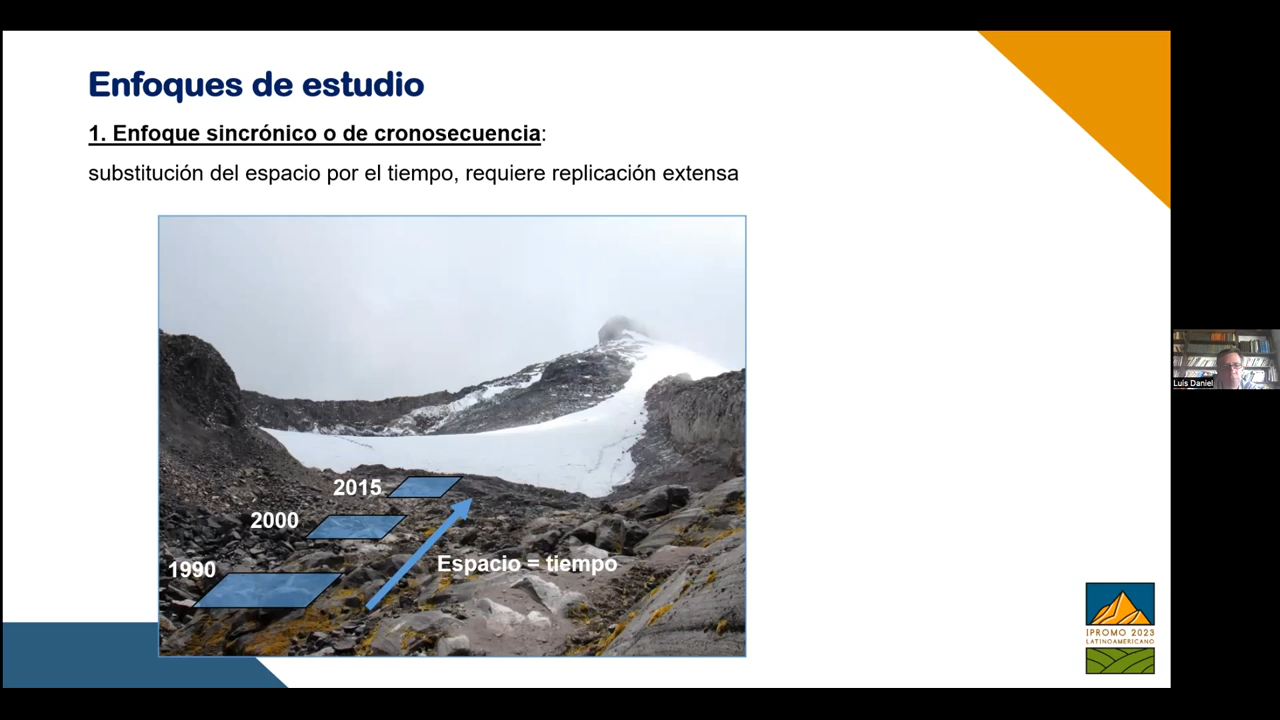 Enfoques de estudio
1. Enfoque sincrónico o de cronosecuencia:
substitución del espacio por el tiempo, requiere replicación extensa
2015
2000
1990
Espacio = tiempo
Luis Daniel
IPROMO 2023
LATINOAMERICANO